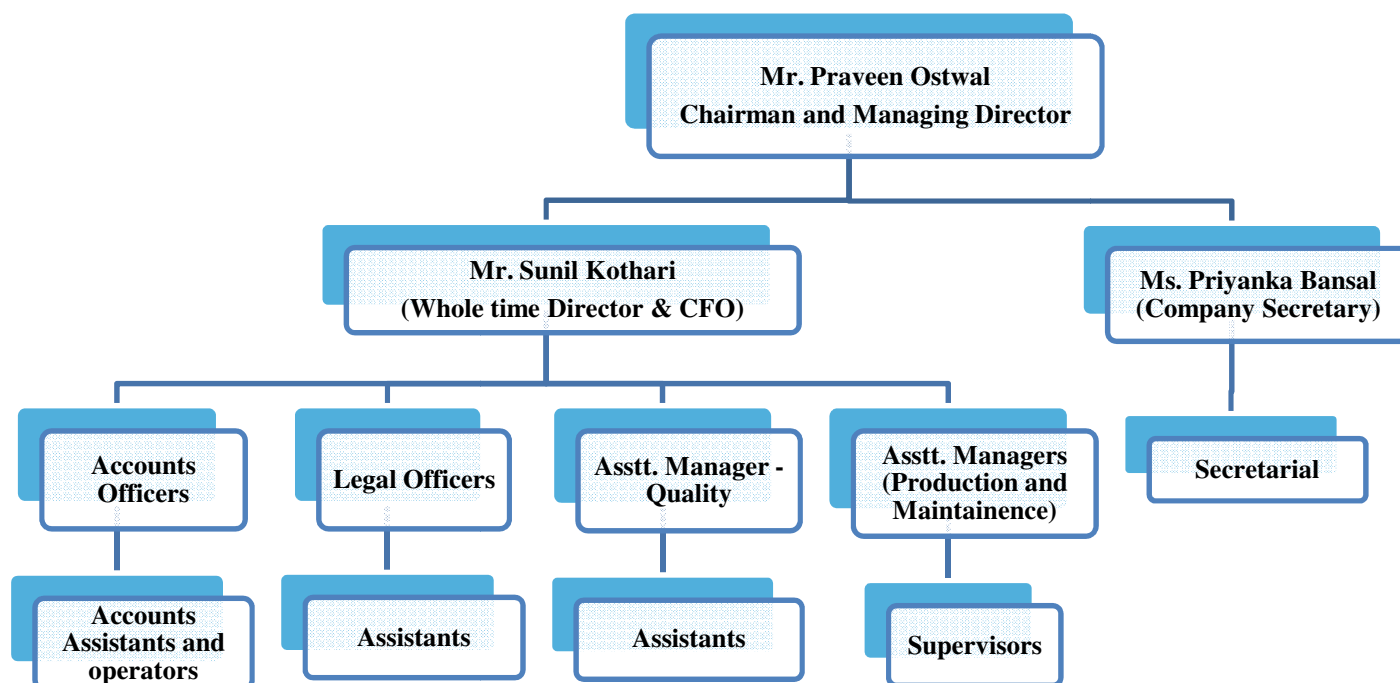 Mr. Praveen Ostwal
Chairman and Managing Director
Mr. Sunil Kothari
(Whole time Director & CFO)
Ms. Priyanka Bansal
(Company Secretary)
Accounts
Officers
Legal Officers
Asstt. Manager -
Quality
Asstt. Managers
(Production and
Maintainence)
Secretarial
Accounts
Assistants and
operators
Assistants
Assistants
Supervisors